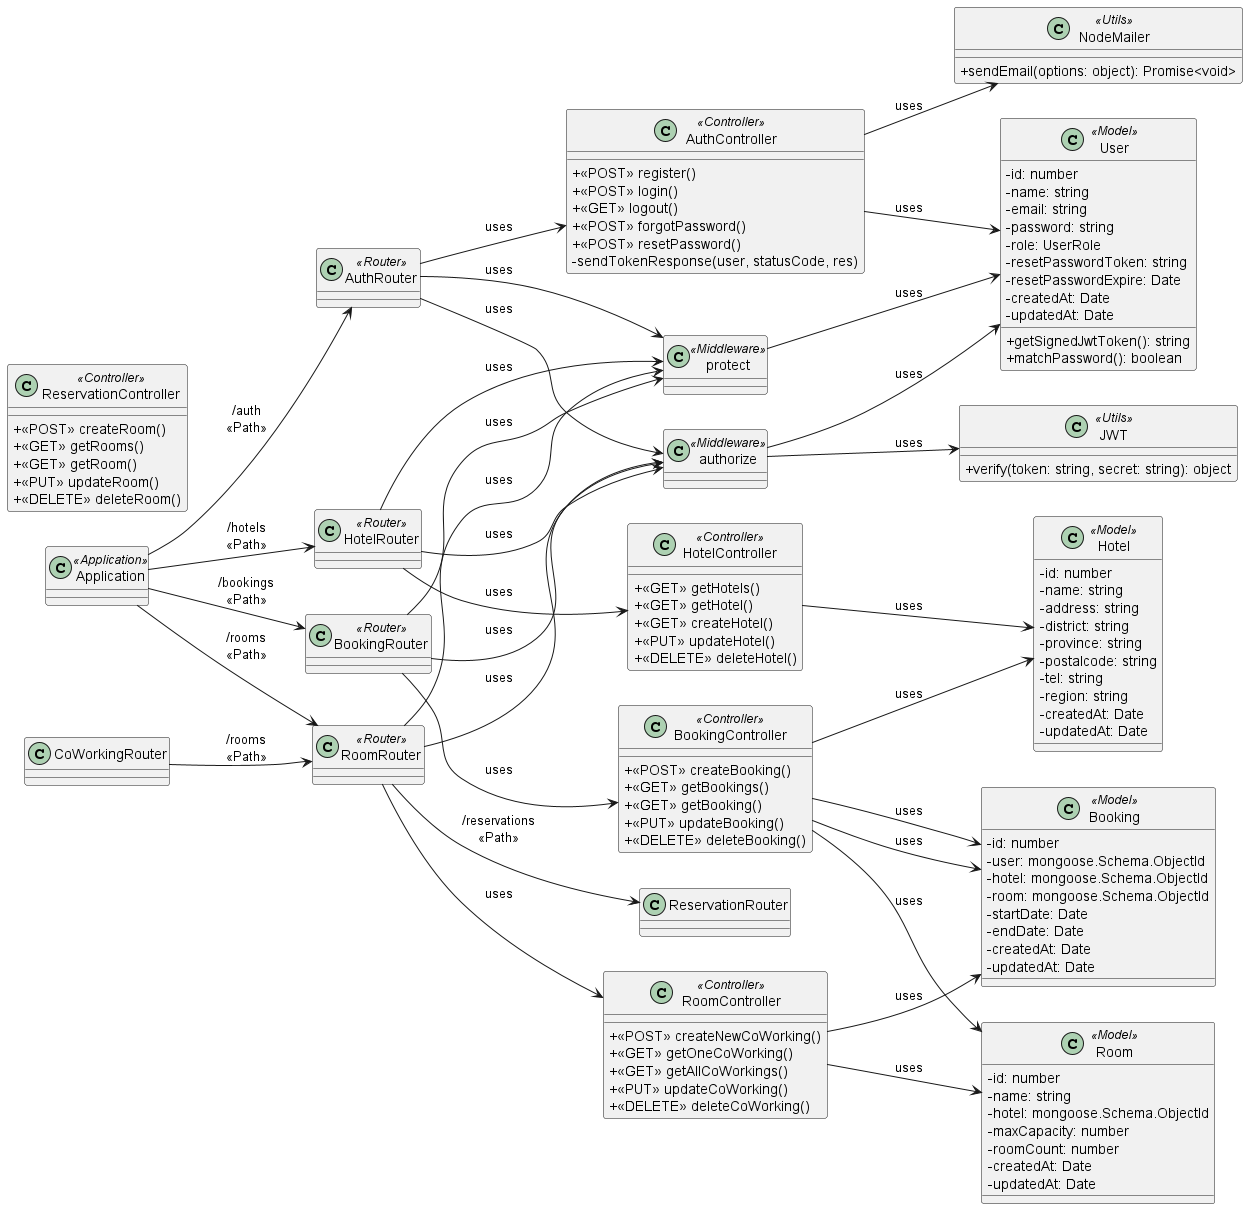 C «Utils»
NodeMailer
+sendEmail(options: object): Promise<void>
C «Controller»
AuthController
+«POST» register()
+«POST» login()
+«GET» logout()
+«POST» forgotPassword()
+«POST» resetPassword()
-sendTokenResponse(user, statusCode, res)
uses
C «Model»
User
-id: number
-name: string
-email: string
-password: string
-role: UserRole
-resetPasswordToken: string
-resetPasswordExpire: Date
-createdAt: Date
-updatedAt: Date
+getSignedJwtToken(): string
+matchPassword(): boolean
uses
C «Router»
AuthRouter
uses
uses
uses
uses
uses
C «Middleware»
protect
C «Controller»
ReservationController
+«POST» createRoom()
+«GET» getRooms()
+«GET» getRoom()
+«PUT» updateRoom()
+«DELETE» deleteRoom()
/auth
«Path»
uses
uses
uses
C «Middleware»
authorize
uses
C «Utils»
JWT
+verify(token: string, secret: string): object
C «Application»
Application
/hotels
«Path»
/bookings
«Path»
/rooms
«Path»
C «Router»
HotelRouter
uses
uses
C «Controller»
HotelController
+«GET» getHotels()
+«GET» getHotel()
+«GET» createHotel()
+«PUT» updateHotel()
+«DELETE» deleteHotel()
uses
C «Model»
Hotel
-id: number
-name: string
-address: string
-district: string
-province: string
-postalcode: string
-tel: string
-region: string
-createdAt: Date
-updatedAt: Date
C «Router»
BookingRouter
uses
uses
uses
C «Controller»
BookingController
+«POST» createBooking()
+«GET» getBookings()
+«GET» getBooking()
+«PUT» updateBooking()
+«DELETE» deleteBooking()
uses
uses
uses
uses
C CoWorkingRouter
/rooms
«Path»
C «Router»
RoomRouter
/reservations
«Path»
uses
C ReservationRouter
C «Model»
Booking
-id: number
-user: mongoose.Schema.ObjectId
-hotel: mongoose.Schema.ObjectId
-room: mongoose.Schema.ObjectId
-startDate: Date
-endDate: Date
-createdAt: Date
-updatedAt: Date
C «Controller»
RoomController
+«POST» createNewCoWorking()
+«GET» getOneCoWorking()
+«GET» getAllCoWorkings()
+«PUT» updateCoWorking()
+«DELETE» deleteCoWorking()
uses
uses
C «Model»
Room
-id: number
-name: string
-hotel: mongoose.Schema.ObjectId
-maxCapacity: number
-roomCount: number
-createdAt: Date
-updatedAt: Date